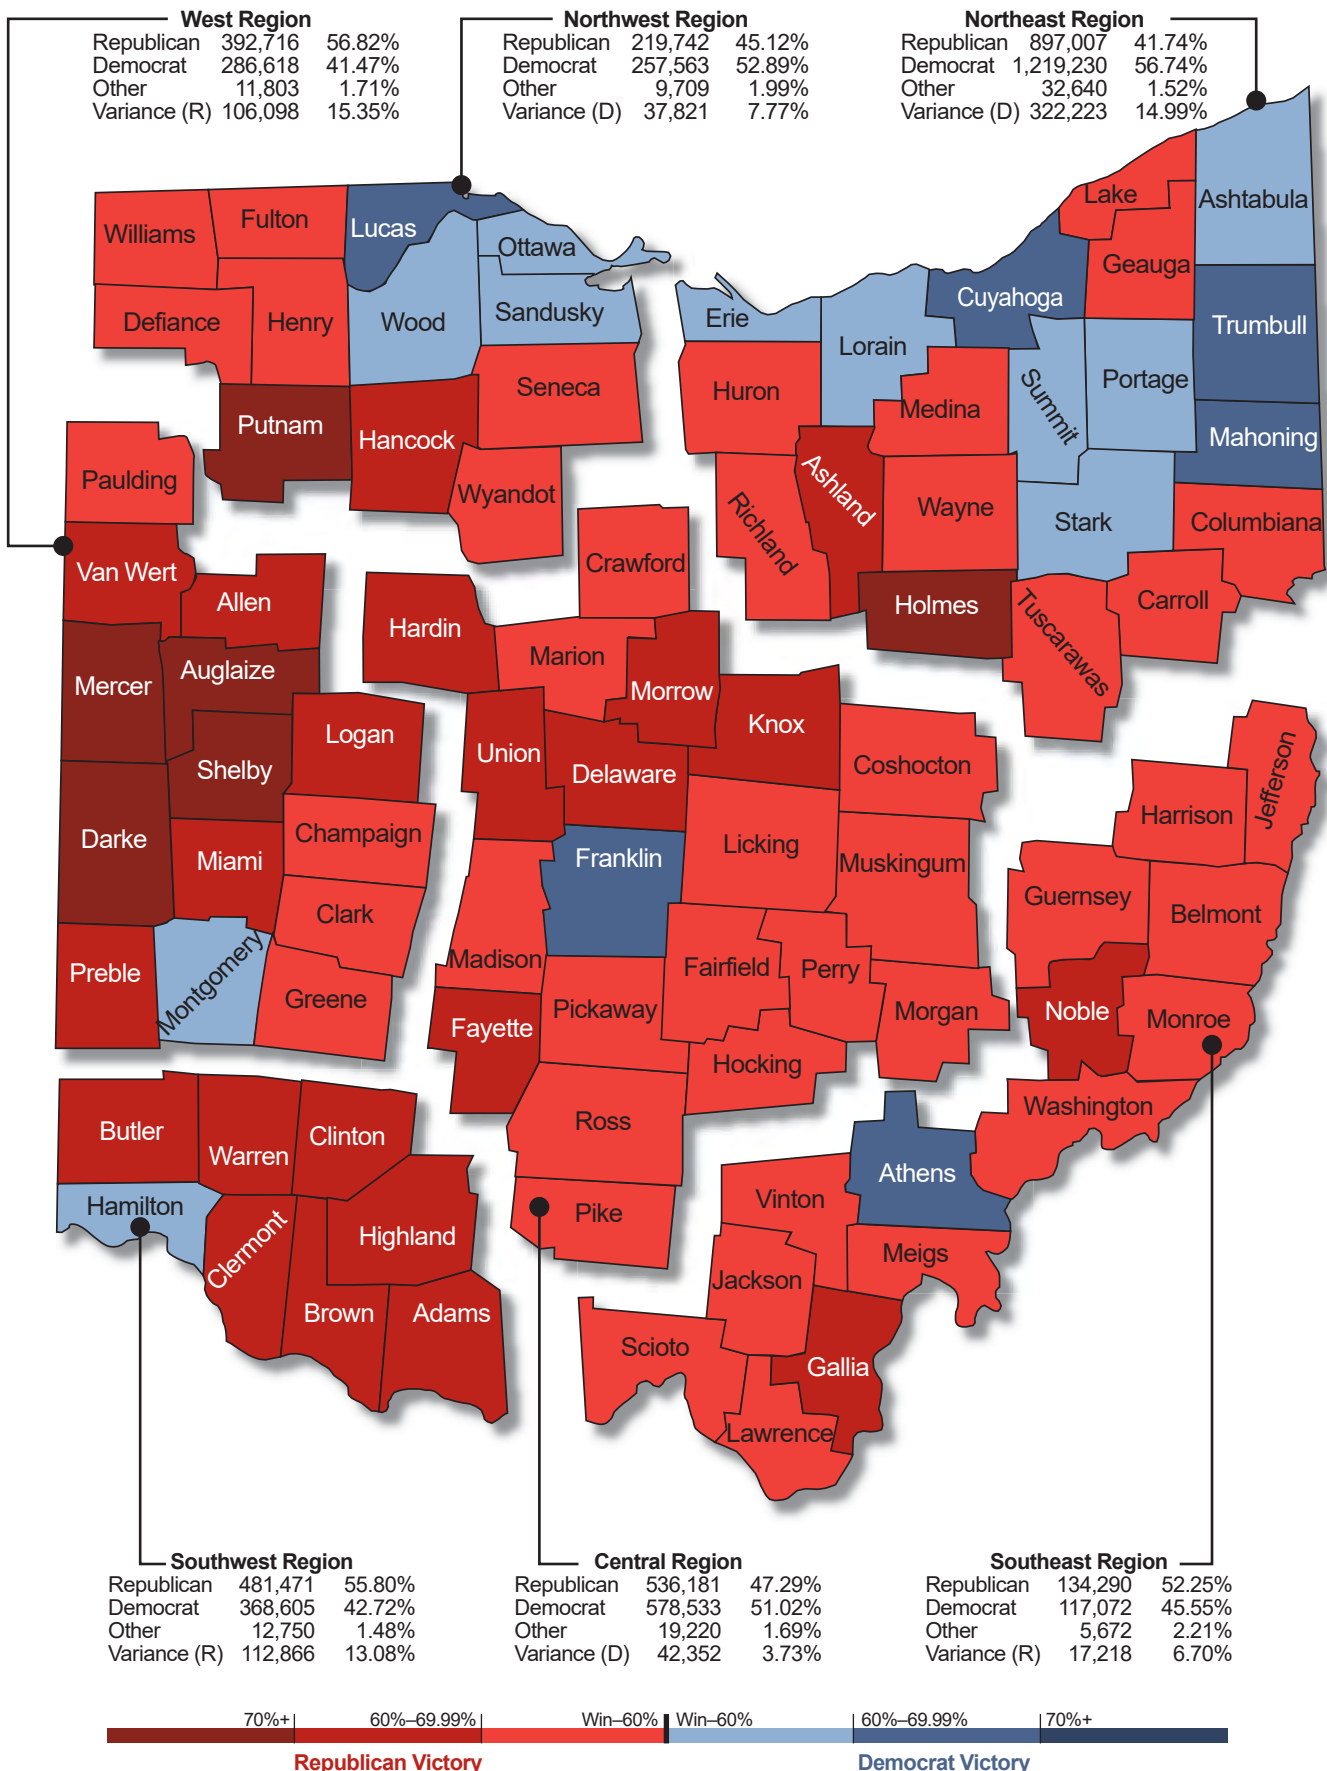 West Region
Republican 392,716 56.82%
Democrat 286,618 41.47%
Other 11,803 1.71%
Variance (R) 106,098 15.35%
Northwest Region
Republican 219,742 45.12%
Democrat 257,563 52.89%
Other 9,709 1.99%
Variance (D) 37,821 7.77%
Northeast Region
Republican 897,007 41.74%
Democrat 1,219,230 56.74%
Other 32,640 1.52%
Variance (D) 322,223 14.99%
Williams
Fulton
Lucas
Ottawa
Defiance
Henry
Wood
Sandusky
Seneca
Putnam
Hancock
Wyandot
Lake
Ashtabula
Geauga
Cuyahoga
Trumbull
Erie
Lorain
Huron
Medina
Summit
Portage
Mahoning
Ashland
Richland
Wayne
Stark
Columbiana
Holmes
Tuscarawas
Carroll
Paulding
Van Wert
Allen
Mercer
Auglaize
Shelby
Logan
Darke
Miami
Champaign
Clark
Preble
Montgomery
Greene
Crawford
Hardin
Marion
Morrow
Knox
Union
Delaware
Coshocton
Franklin
Licking
Muskingum
Madison
Fairfield
Perry
Fayette
Pickaway
Morgan
Hocking
Ross
Pike
Jefferson
Harrison
Guernsey
Belmont
Noble
Monroe
Washington
Athens
Vinton
Meigs
Jackson
Scioto
Gallia
Lawrence
Butler
Warren
Clinton
Hamilton
Clermont
Highland
Brown
Adams
Southwest Region
Republican 481,471 55.80%
Democrat 368,605 42.72%
Other 12,750 1.48%
Variance (R) 112,866 13.08%
Central Region
Republican 536,181 47.29%
Democrat 578,533 51.02%
Other 19,220 1.69%
Variance (D) 42,352 3.73%
Southeast Region
Republican 134,290 52.25%
Democrat 117,072 45.55%
Other 5,672 2.21%
Variance (R) 17,218 6.70%
70%+ 60%–69.99% Win–60% Win–60% 60%–69.99% 70%+
Republican Victory Democrat Victory